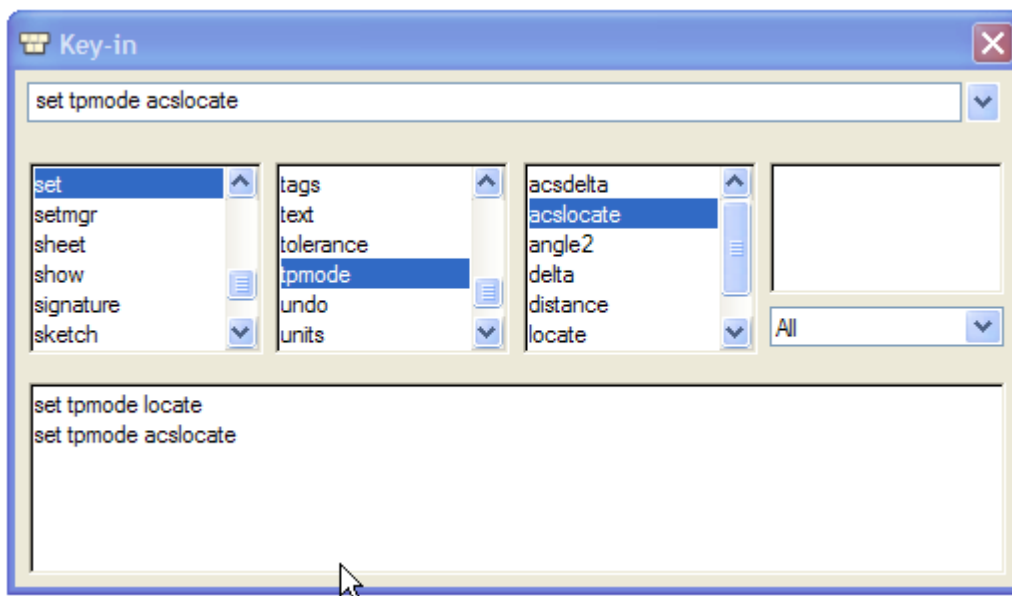 Key-in
set tpmode acslocate
set
setmgr
sheet
show
signature
sketch
tags
text
tolerance
tpmode
undo
units
acsdelta
acslocate
angle2
delta
distance
locate
All
set tpmode locate
set tpmode acslocate